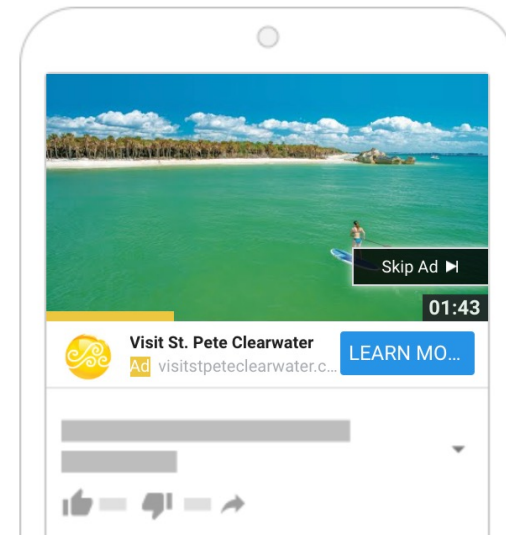 Skip Ad
01:43
Visit St. Pete Clearwater
Ad visitstpeteclearwater.c...
LEARN MO...